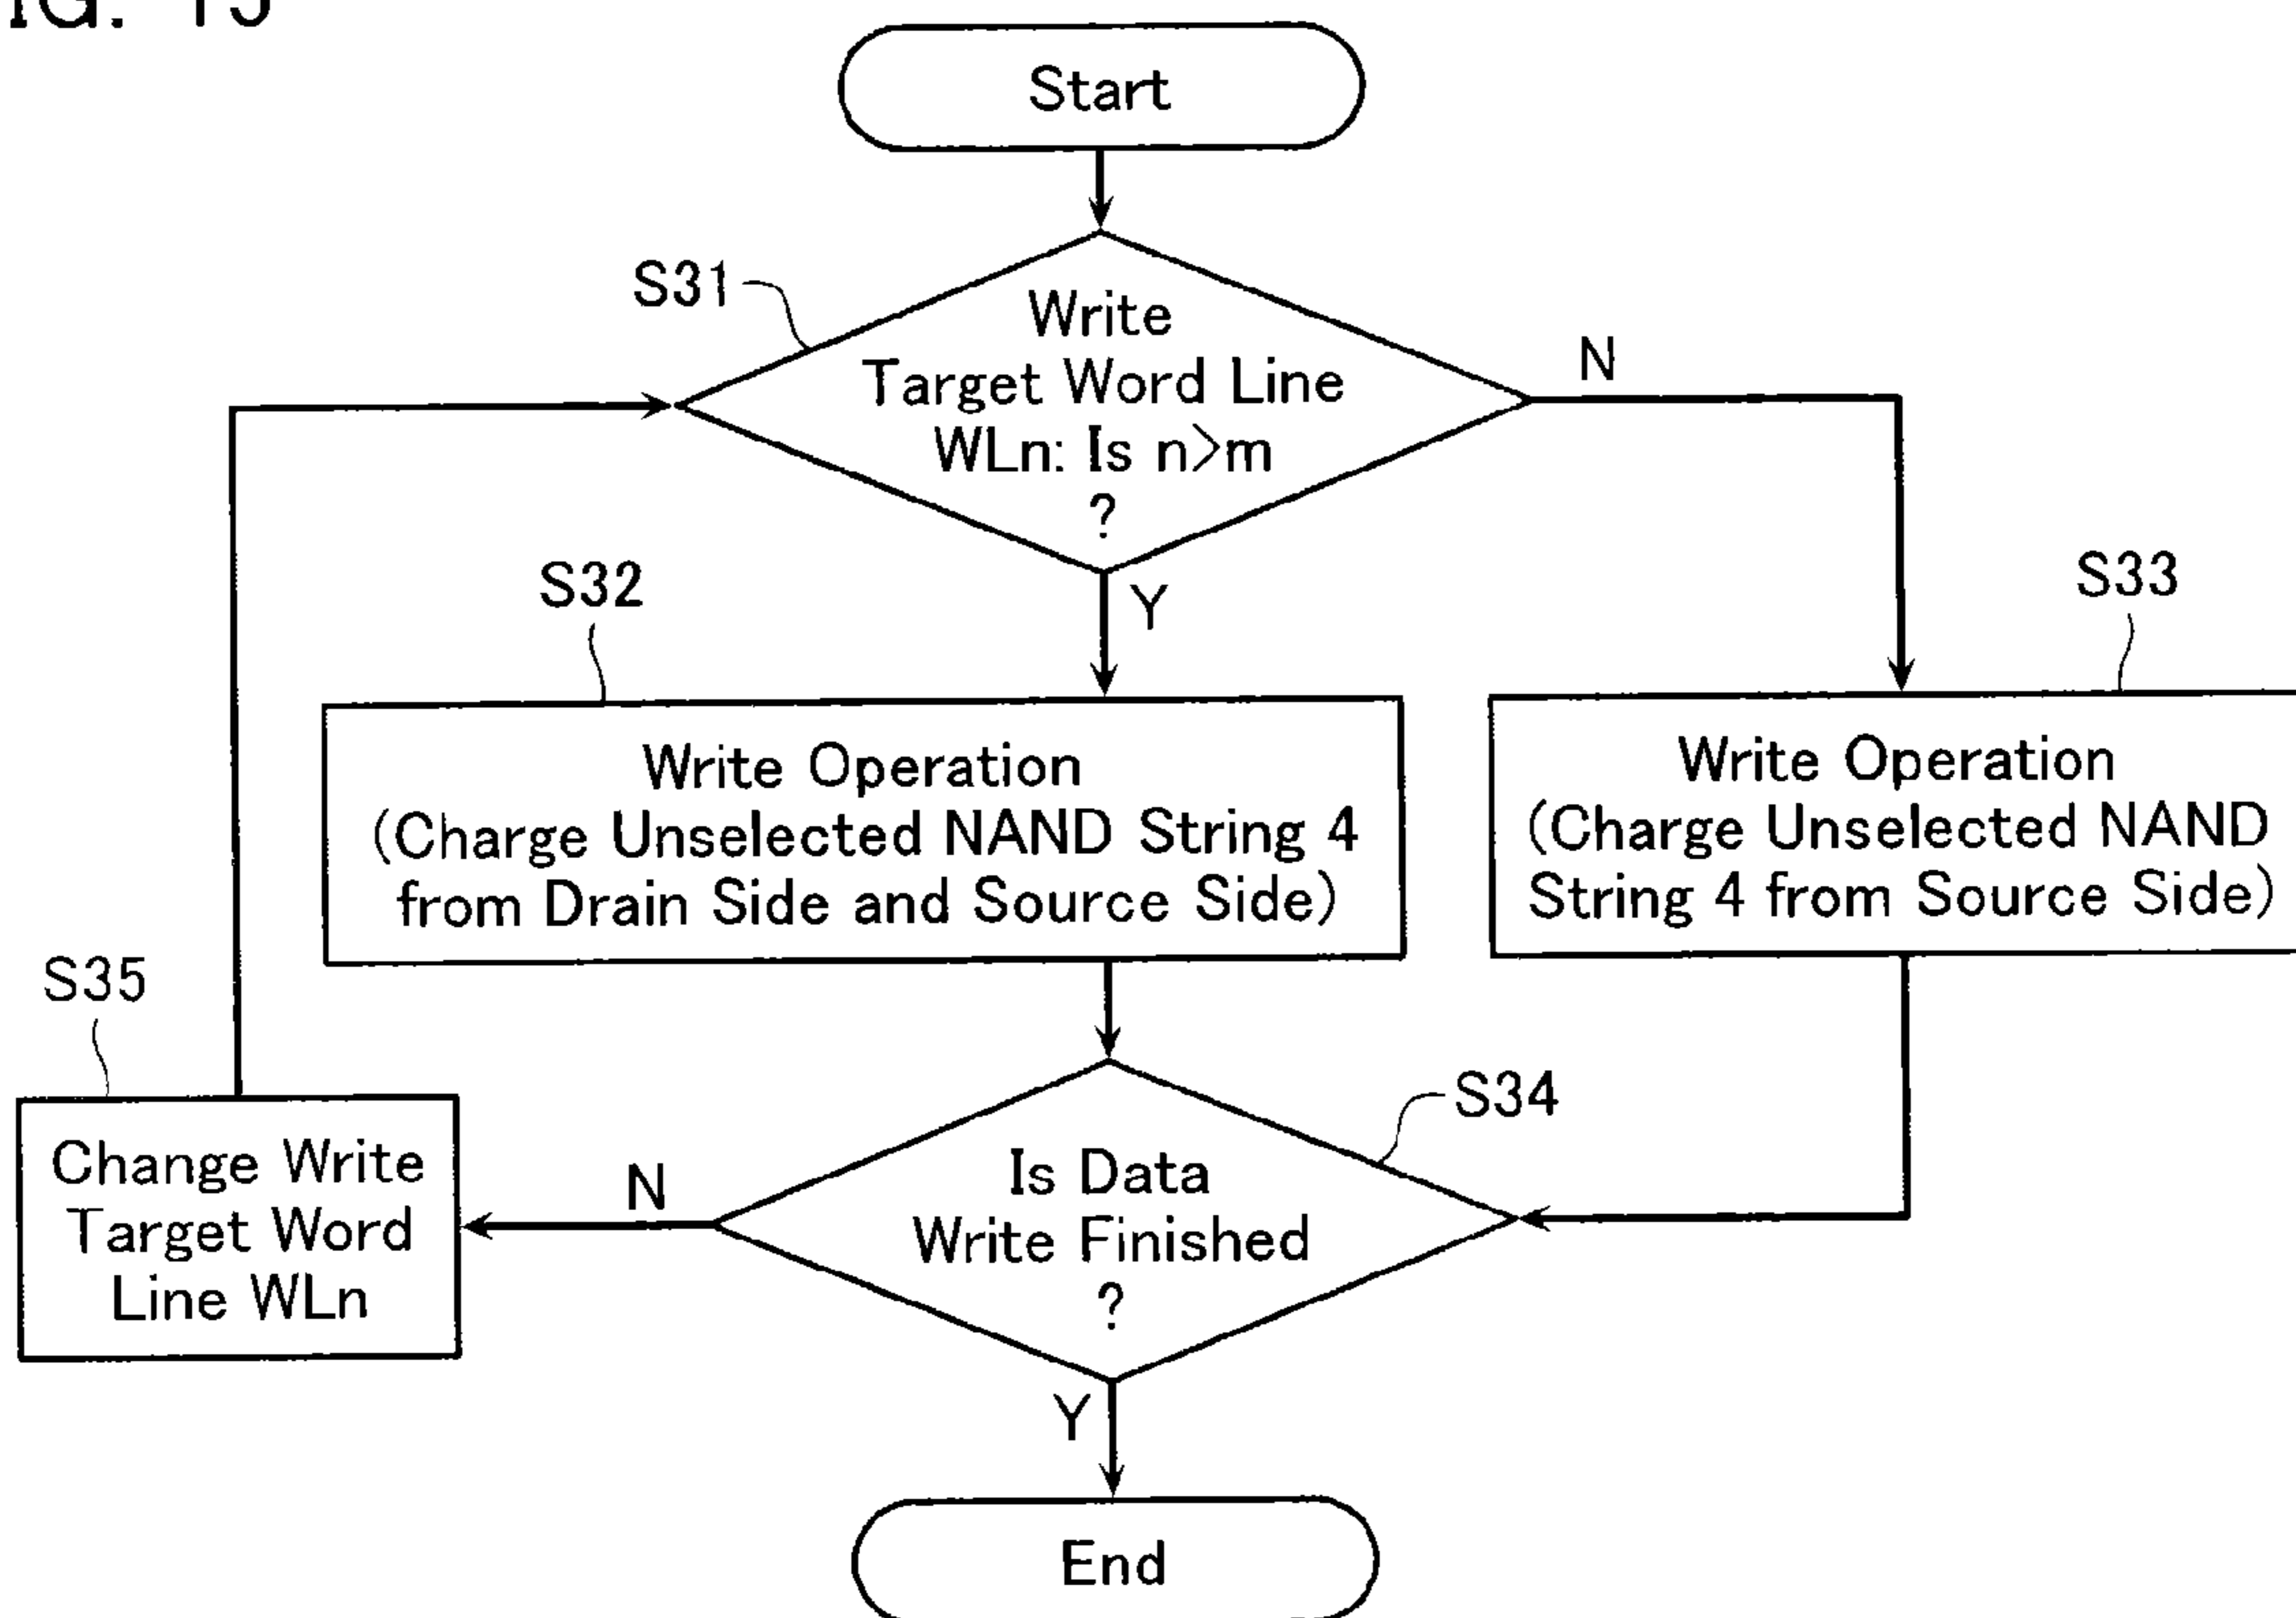 IG. 15
Start
S31
Write
Target Word Line
WLn: Is n>m
?
N
Y
S32
Write Operation
(Charge Unselected NAND String 4
from Drain Side and Source Side)
S33
Write Operation
(Charge Unselected NAND
String 4 from Source Side)
S35
Change Write
Target Word
Line WLn
N
S34
Is Data
Write Finished
?
Y
End